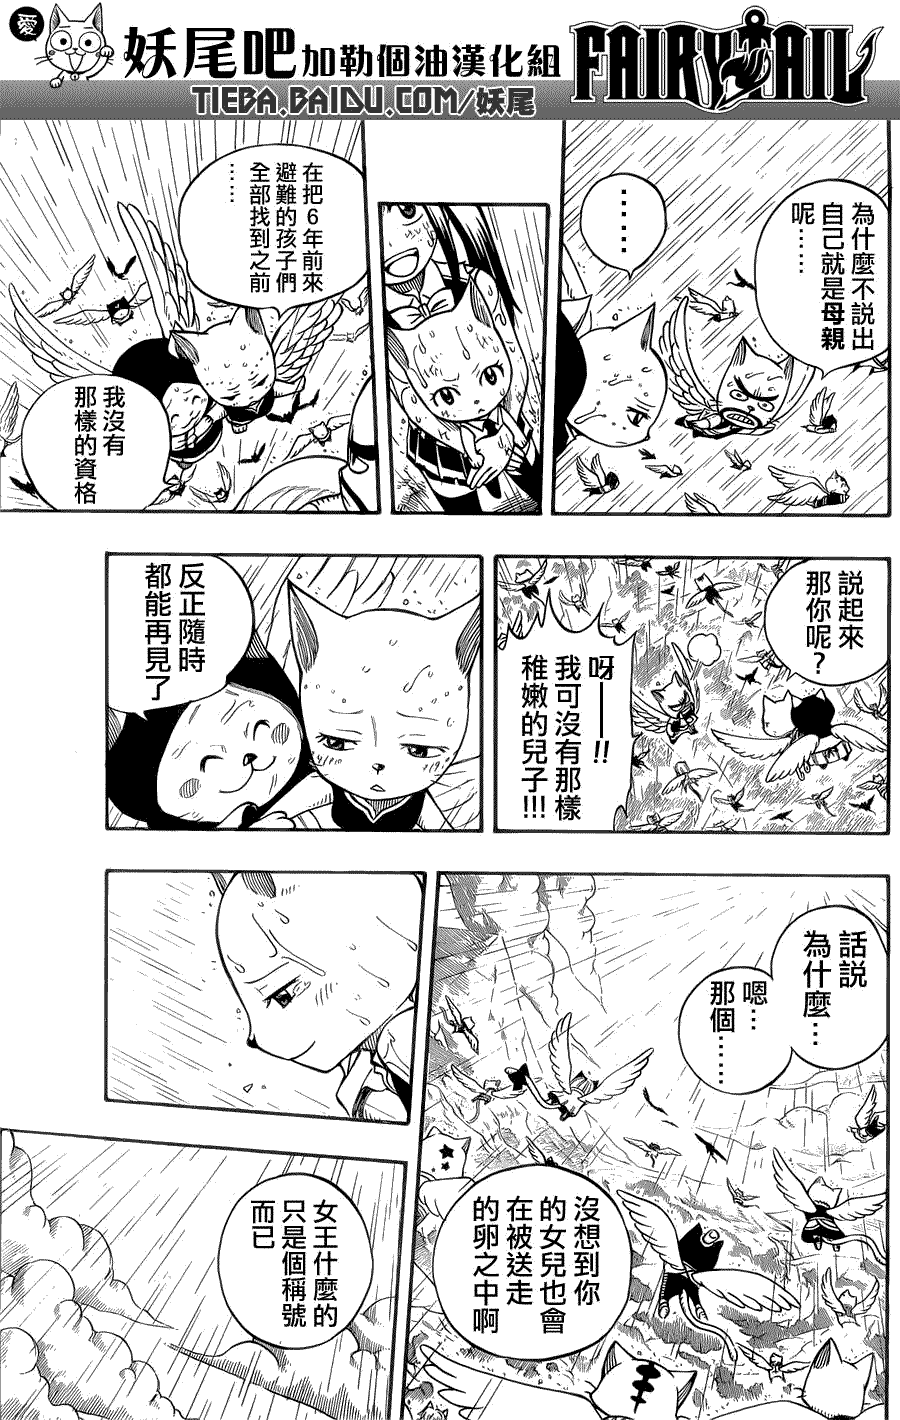 愛
妖尾吧 加勒個油漢化組
TIEBA.BAIDU.COM/妖尾
FAIRY TAIL
為什麼不說出
自己就是母親
呢……
……
在把6年前來
避難的孩子們
全部找到之前
……
我沒有
那樣的資格
說起來
那你呢?
呀——!!
我可沒有那樣
稚嫩的兒子!!!
反正隨時
都能再見了
話説
為什麼…
嗯…
那個……
沒想到你
的女兒也會
在被送走
的卵之中啊
女王什麼的
只是個稱號
而已